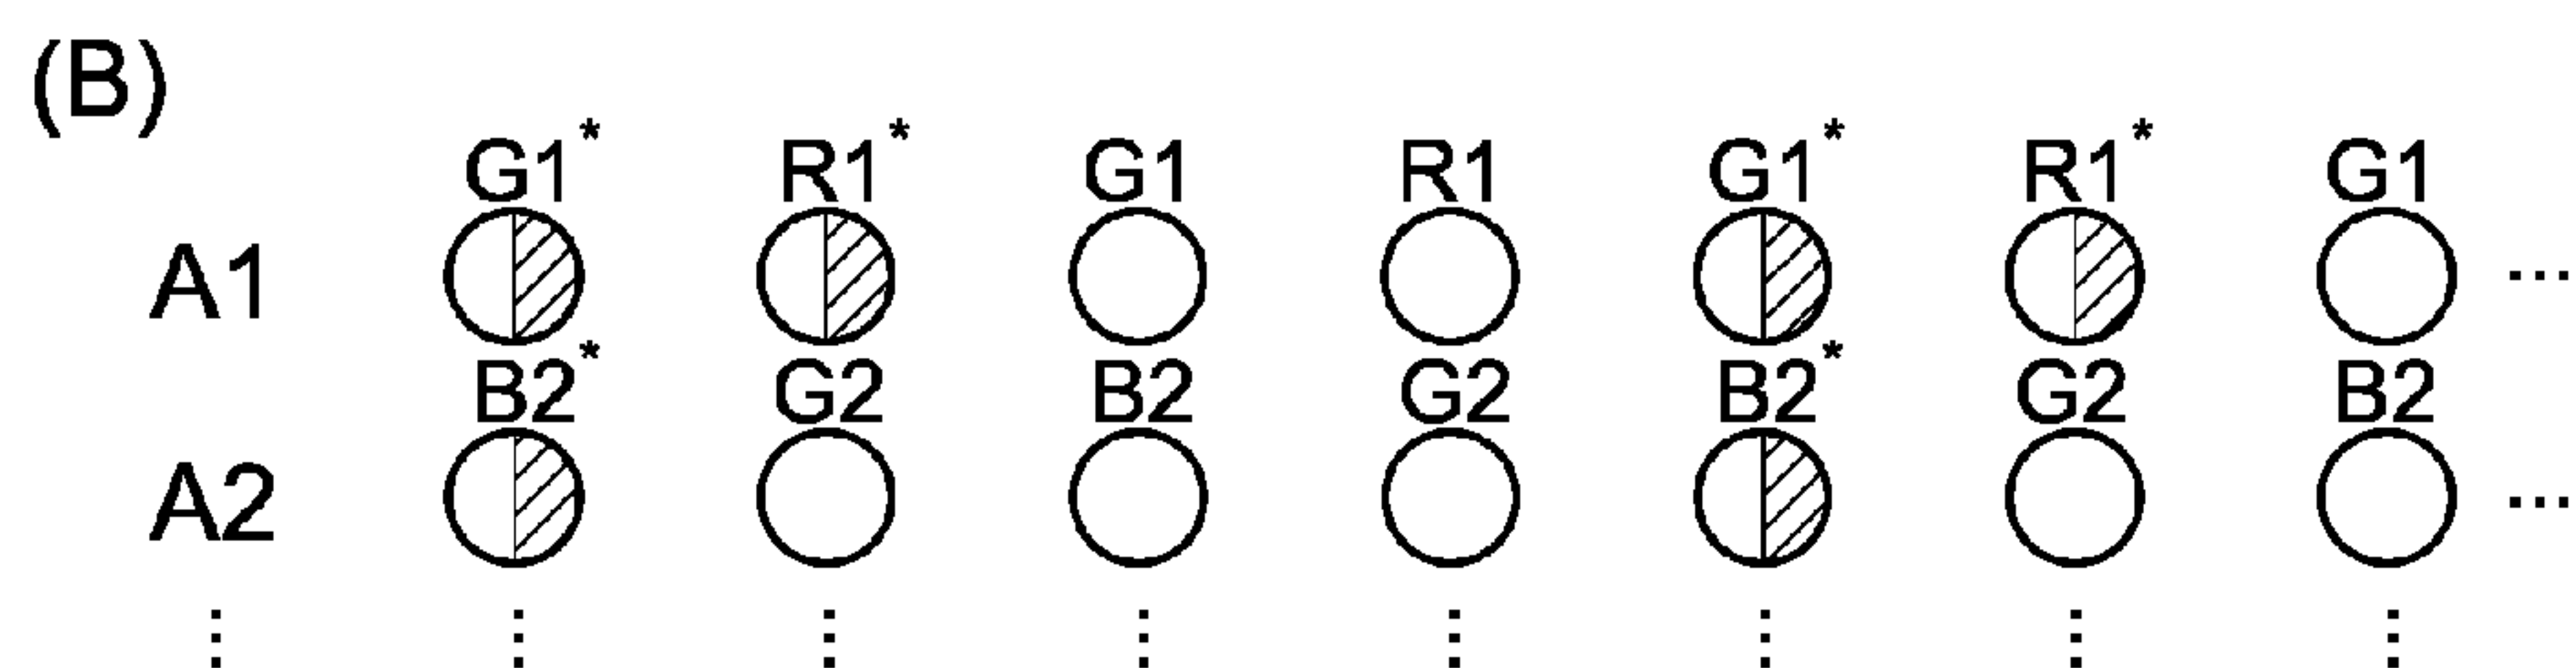 (B)
G1* R1* G1 R1 G1* R1* G1
A1 ...
B2* G2 B2 G2 B2* G2 B2
A2 ...